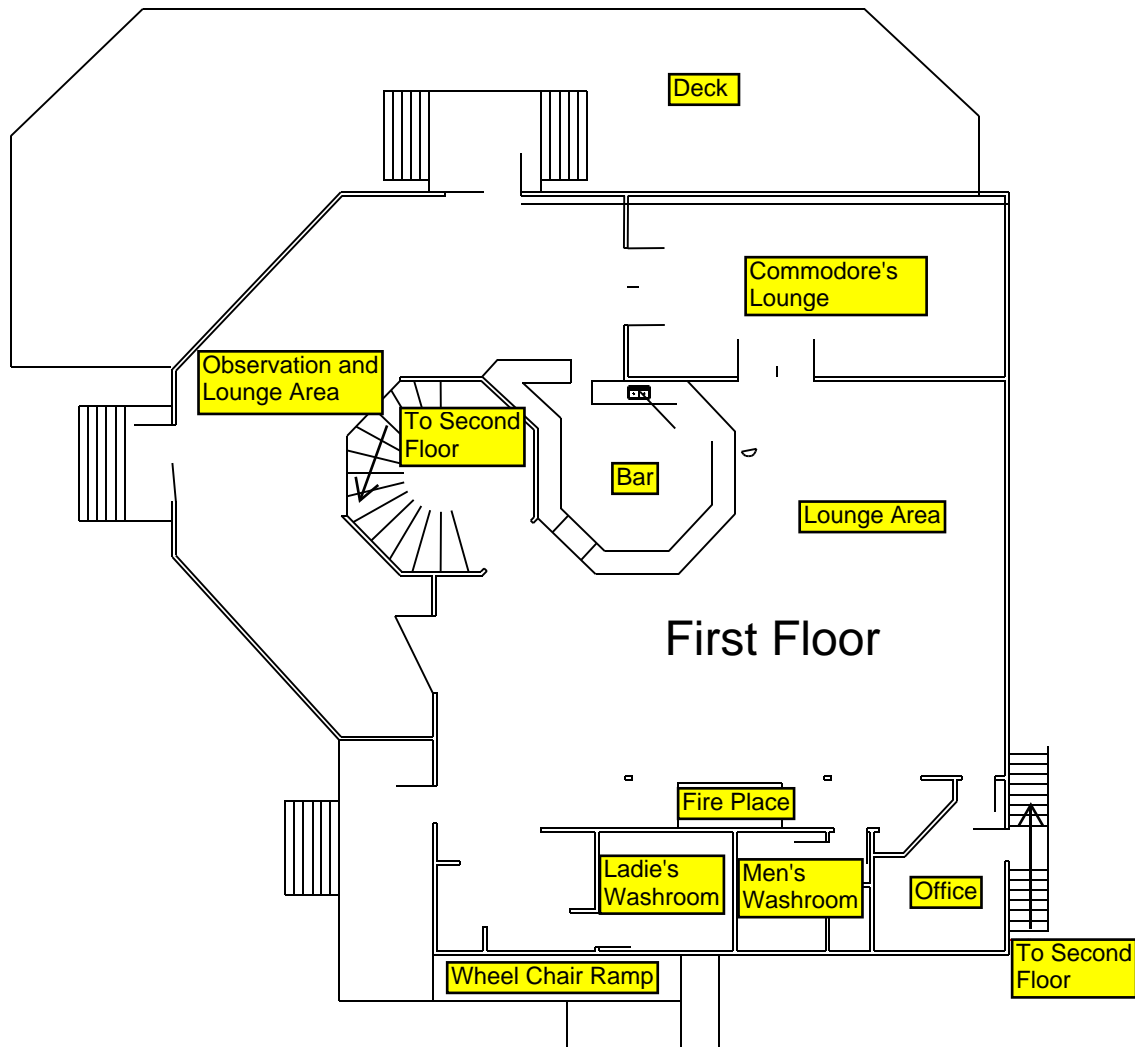 Deck
Commodore's
Lounge
Observation and
Lounge Area
To Second
Floor
Bar
Lounge Area
First Floor
Fire Place
Ladie's
Washroom
Men's
Washroom
Office
To Second
Floor
Wheel Chair Ramp